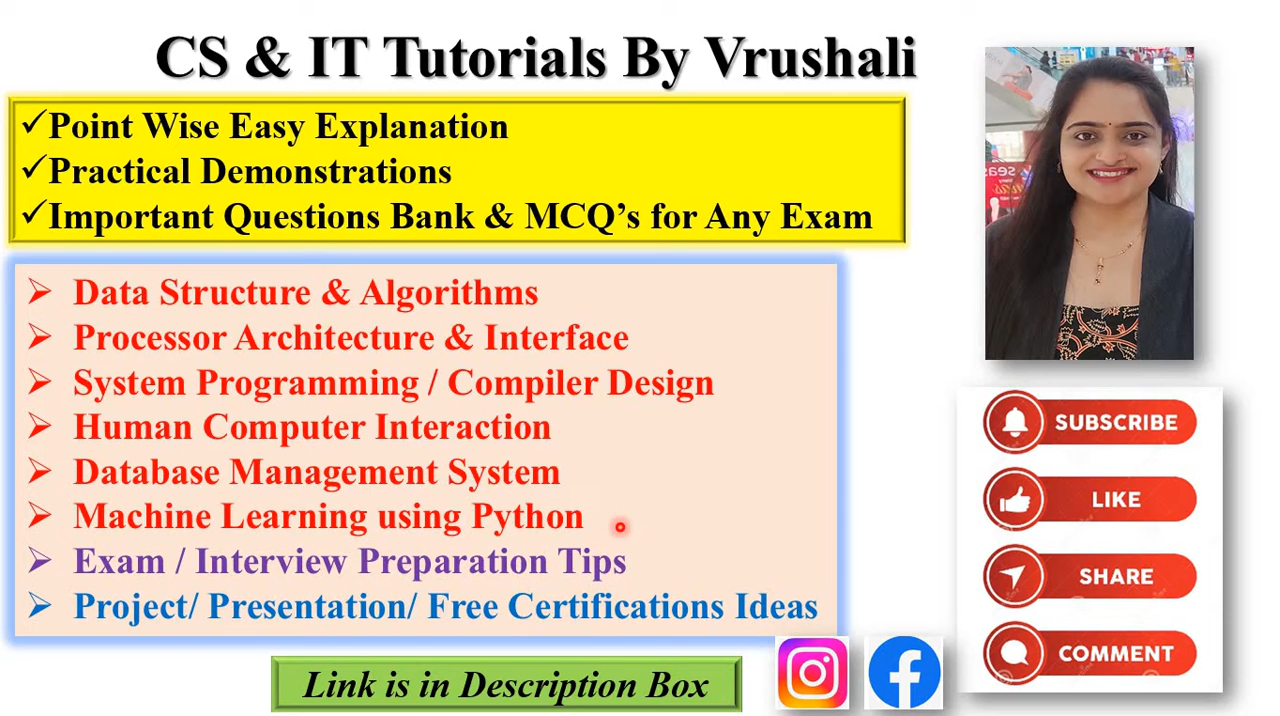 CS & IT Tutorials By Vrushali
✓Point Wise Easy Explanation
✓Practical Demonstrations
✓Important Questions Bank & MCQ’s for Any Exam
➢ Data Structure & Algorithms
➢ Processor Architecture & Interface
➢ System Programming / Compiler Design
➢ Human Computer Interaction
➢ Database Management System
➢ Machine Learning using Python
➢ Exam / Interview Preparation Tips
➢ Project/ Presentation/ Free Certifications Ideas
Link is in Description Box
SUBSCRIBE
LIKE
SHARE
COMMENT